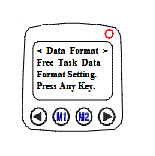 < Data Format >
Free Task Data
Format Setting.
Press Any Key.
M1 M2